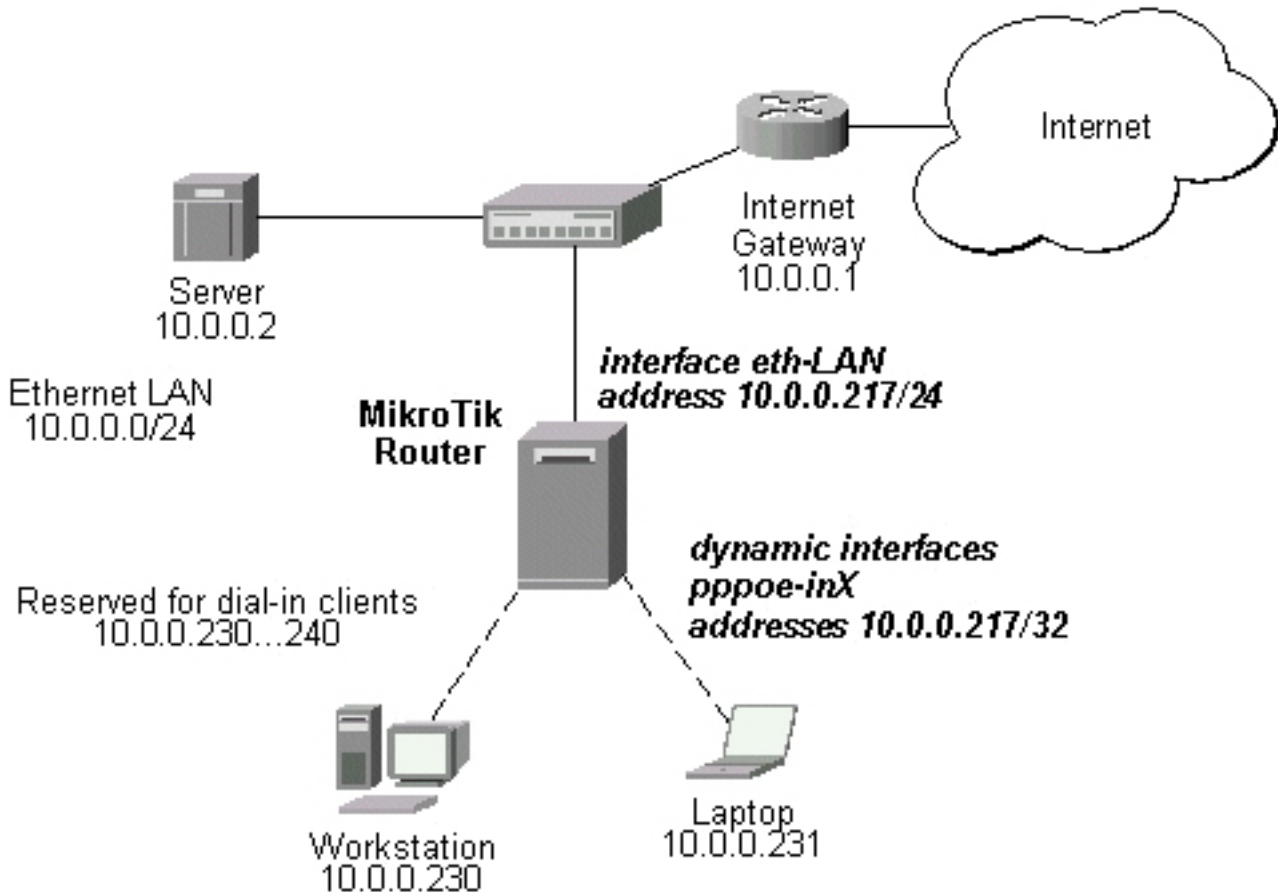 Internet
Internet
Gateway
10.0.0.1
Server
10.0.0.2
interface eth-LAN
address 10.0.0.217/24
Ethernet LAN
10.0.0.0/24
MikroTik
Router
dynamic interfaces
pppoe-inX
addresses 10.0.0.217/32
Reserved for dial-in clients
10.0.0.230...240
Laptop
10.0.0.231
Workstation
10.0.0.230